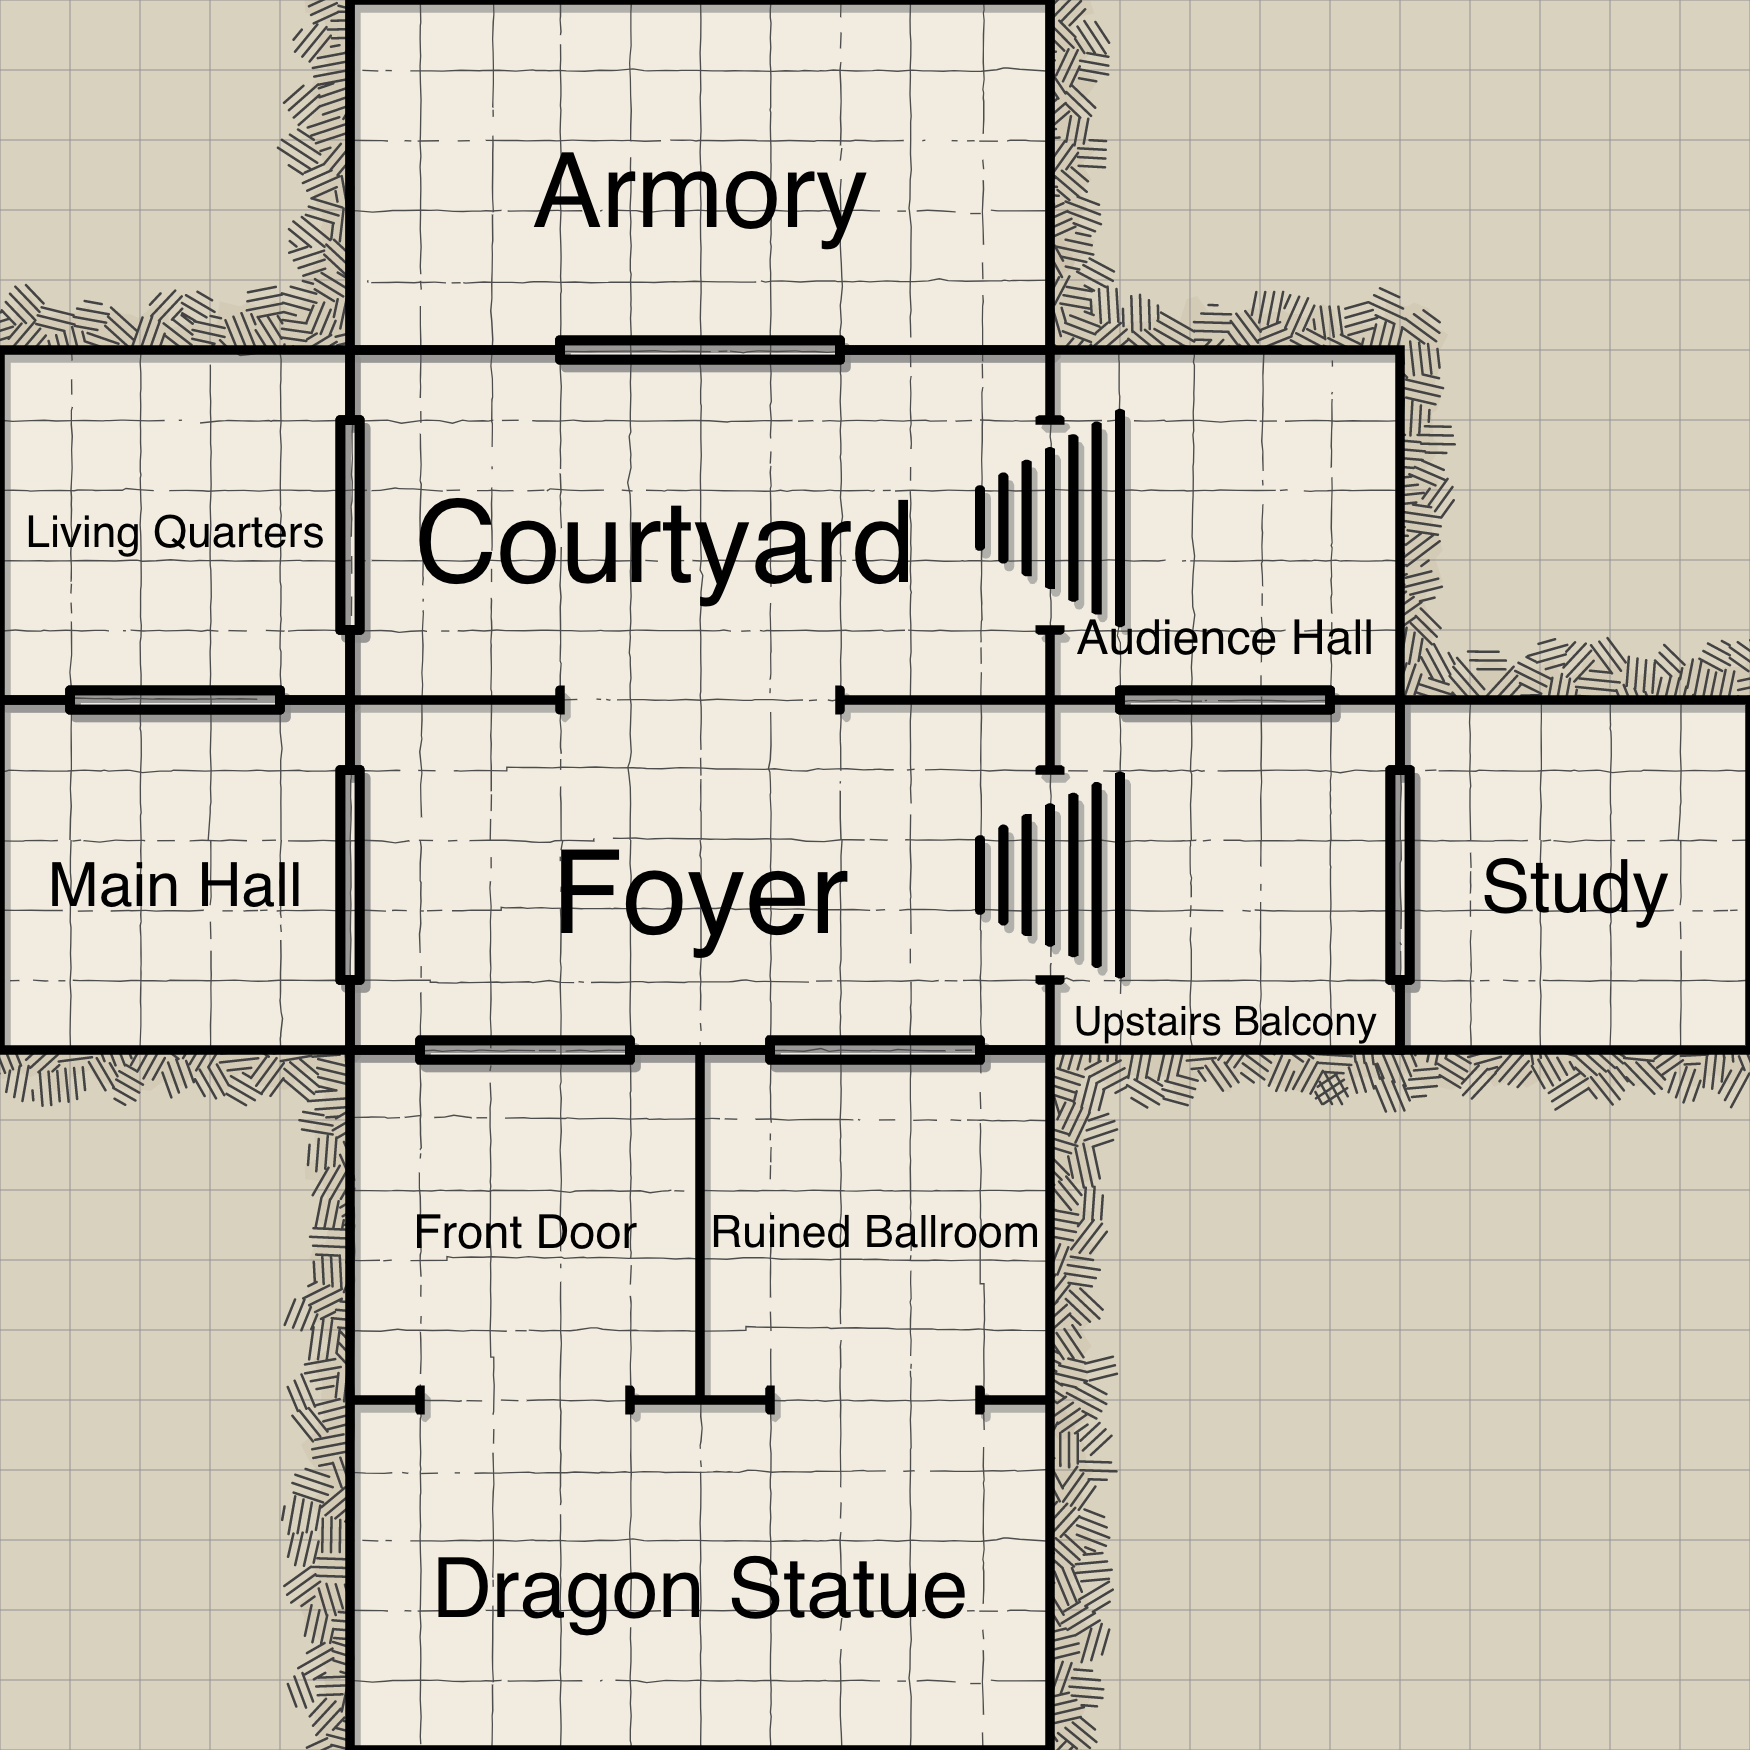 Armory
Living Quarters
Courtyard
Audience Hall
Main Hall
Foyer
Study
Upstairs Balcony
Front Door
Ruined Ballroom
Dragon Statue